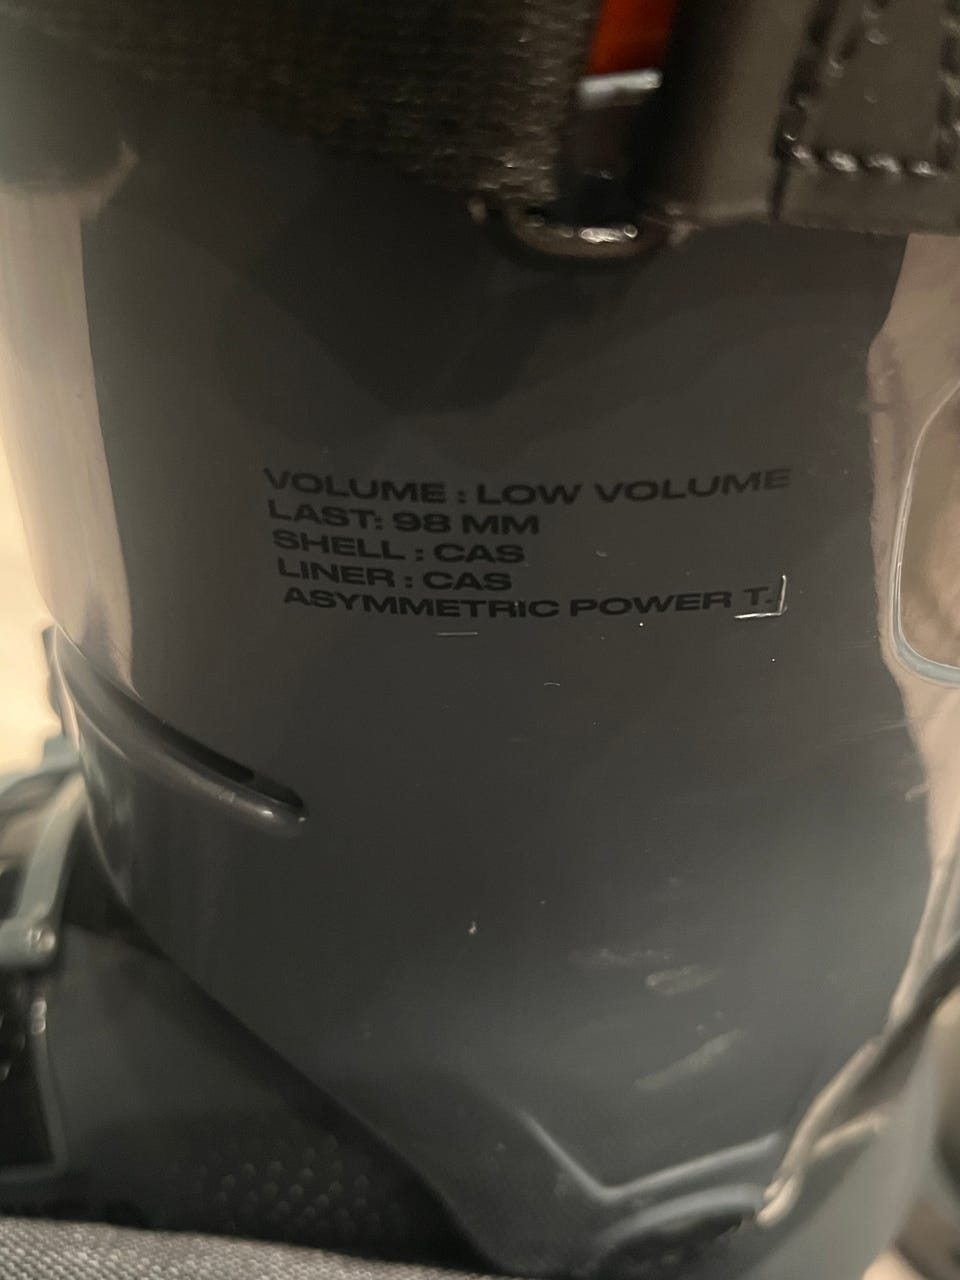 VOLUME : LOW VOLUME
LAST: 98 MM
SHELL : CAS
LINER : CAS
ASYMMETRIC POWER T.